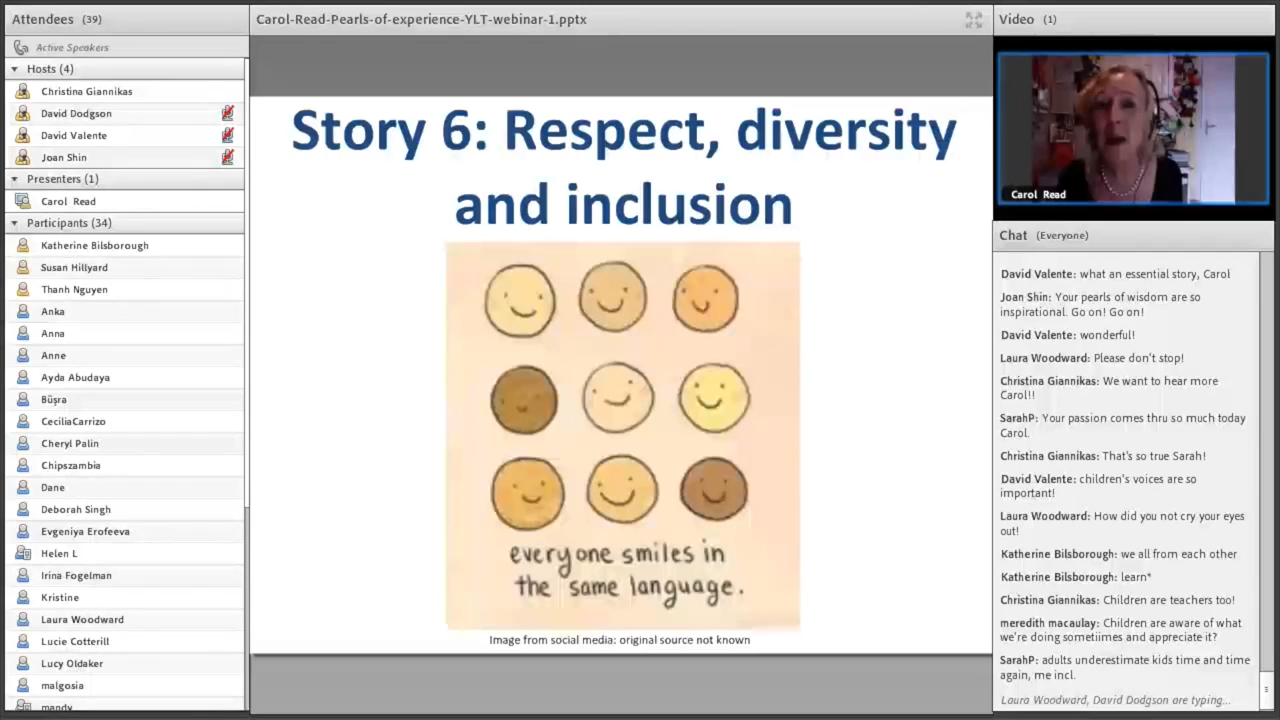 Attendees (39)
Active Speakers
Hosts (4)
Christina Giannikas
David Dodgson
David Valente
Joan Shin
Presenters (1)
Carol Read
Participants (34)
Katherine Bilsborough
Susan Hillyard
Thanh Nguyen
Anka
Anna
Anne
Ayda Abudaya
Büşra
CeciliaCarrizo
Cheryl Palin
Chipszambia
Dane
Deborah Singh
Evgeniya Erofeeva
Helen L
Irina Fogelman
Kristine
Laura Woodward
Lucie Cotterill
Lucy Oldaker
malgosia
mandy
Carol-Read-Pearls-of-experience-YLT-webinar-1.pptx
Story 6: Respect, diversity
and inclusion
everyone smiles in
the same language.
Image from social media: original source not known
Video (1)
Carol Read
Chat (Everyone)
David Valente: what an essential story, Carol
Joan Shin: Your pearls of wisdom are so
inspirational. Go on! Go on!
David Valente: wonderful!
Laura Woodward: Please don't stop!
Christina Giannikas: We want to hear more
Carol!!
SarahP: Your passion comes thru so much today
Carol.
Christina Giannikas: That's so true Sarah!
David Valente: children's voices are so
important!
Laura Woodward: How did you not cry your eyes
out!
Katherine Bilsborough: we all from each other
Katherine Bilsborough: learn*
Christina Giannikas: Children are teachers too!
meredith macaulay: Children are aware of what
we're doing sometiimes and appreciate it?
SarahP: adults underestimate kids time and time
again, me incl.
Laura Woodward, David Dodgson are typing...